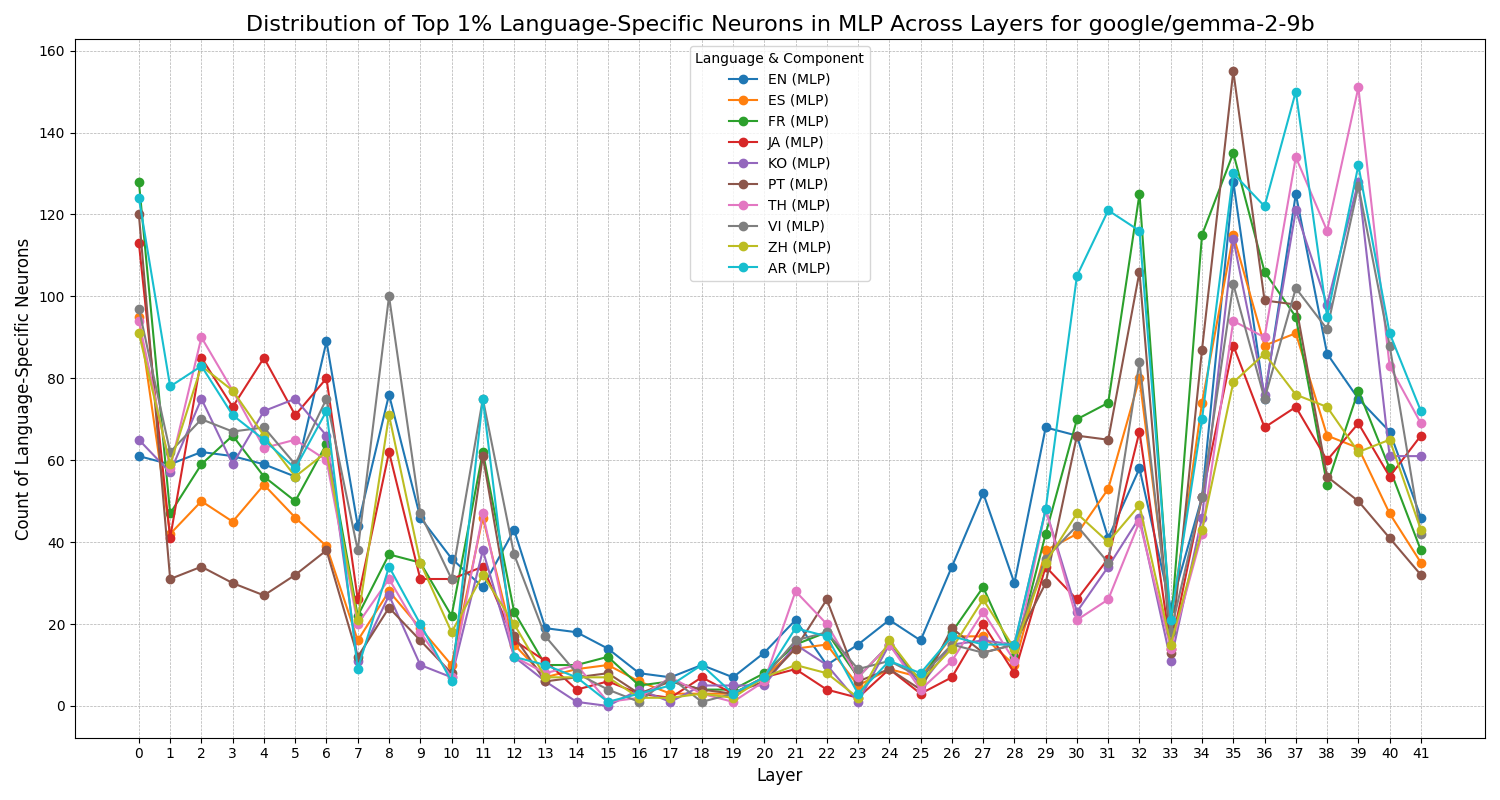 Distribution of Top 1% Language-Specific Neurons in MLP Across Layers for google/gemma-2-9b
Count of Language-Specific Neurons
160
140
120
100
80
60
40
20
0
Language & Component
EN (MLP)
ES (MLP)
FR (MLP)
JA (MLP)
KO (MLP)
PT (MLP)
TH (MLP)
VI (MLP)
ZH (MLP)
AR (MLP)
0 1 2 3 4 5 6 7 8 9 10 11 12 13 14 15 16 17 18 19 20 21 22 23 24 25 26 27 28 29 30 31 32 33 34 35 36 37 38 39 40 41
Layer